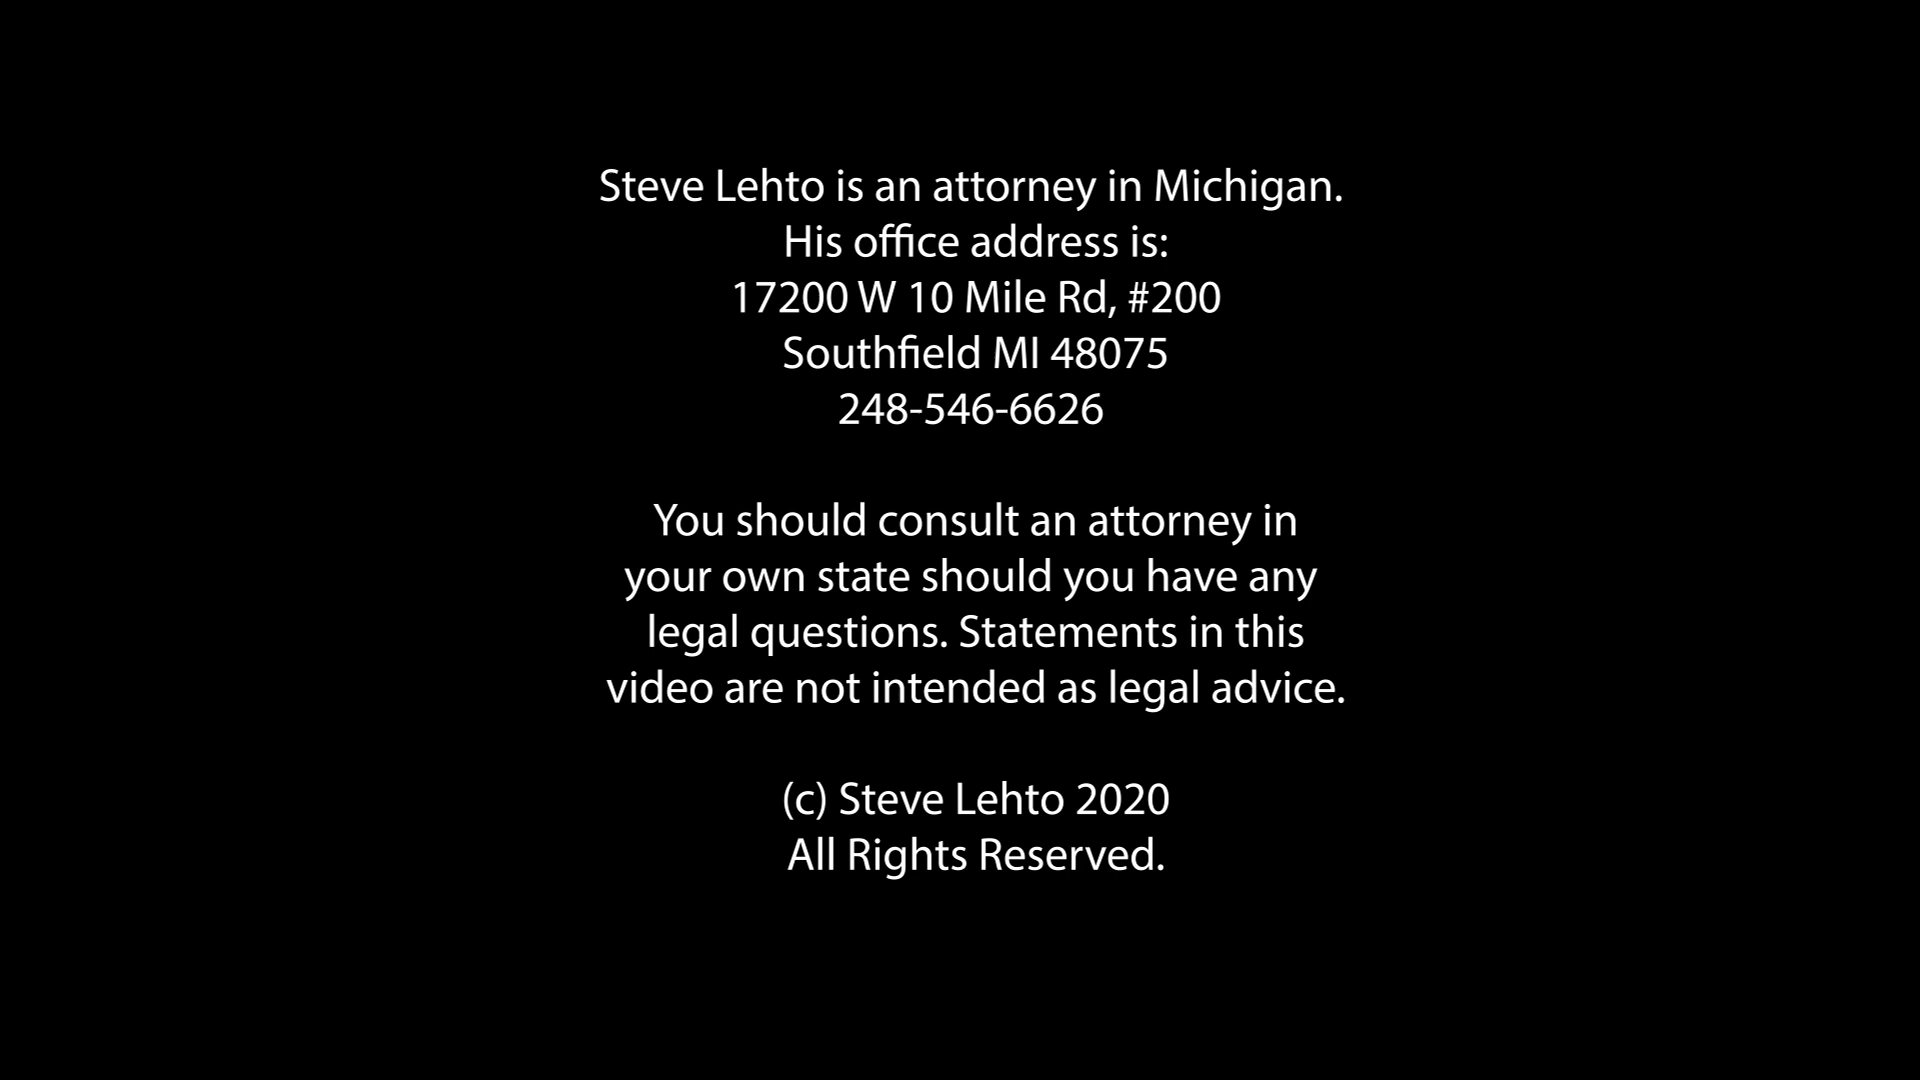 Steve Lehto is an attorney in Michigan.
His office address is:
17200 W 10 Mile Rd, #200
Southfield MI 48075
248-546-6626
You should consult an attorney in
your own state should you have any
legal questions. Statements in this
video are not intended as legal advice.
(c) Steve Lehto 2020
All Rights Reserved.